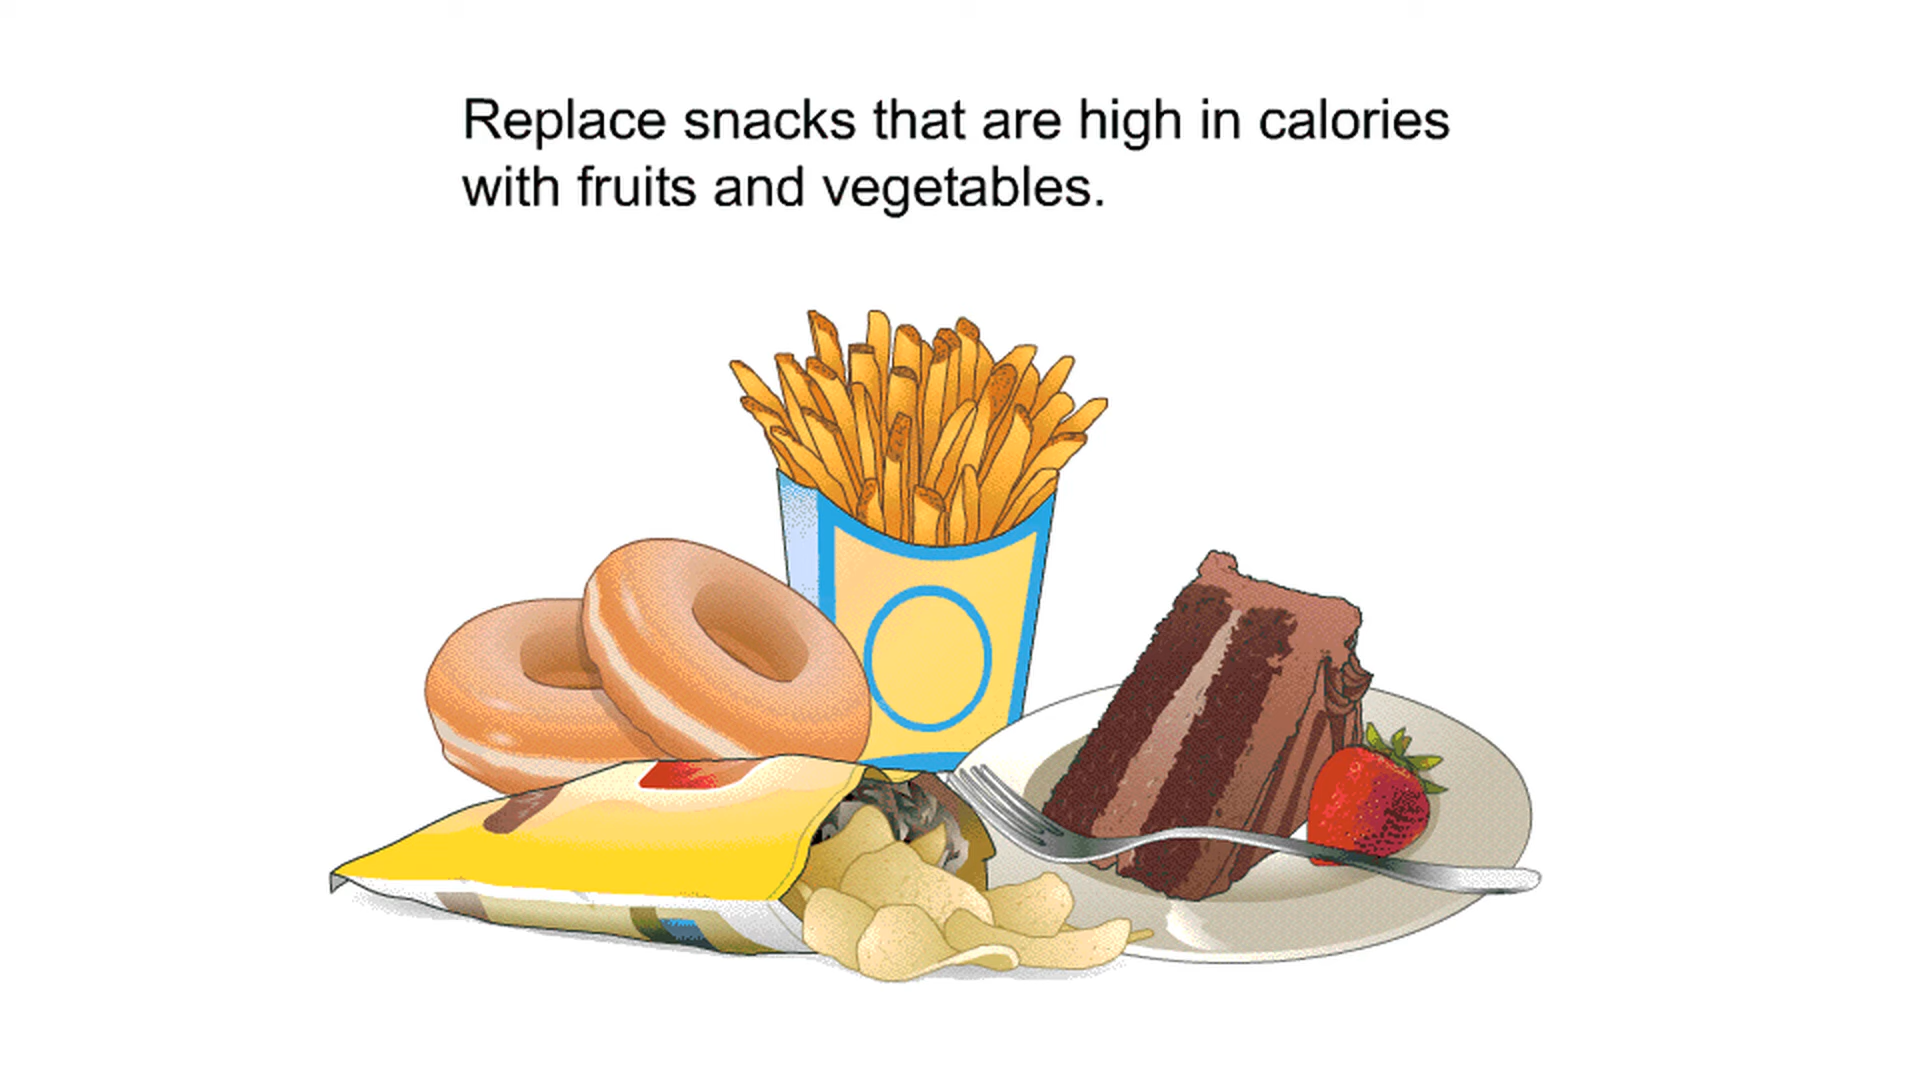 Replace snacks that are high in calories
with fruits and vegetables.